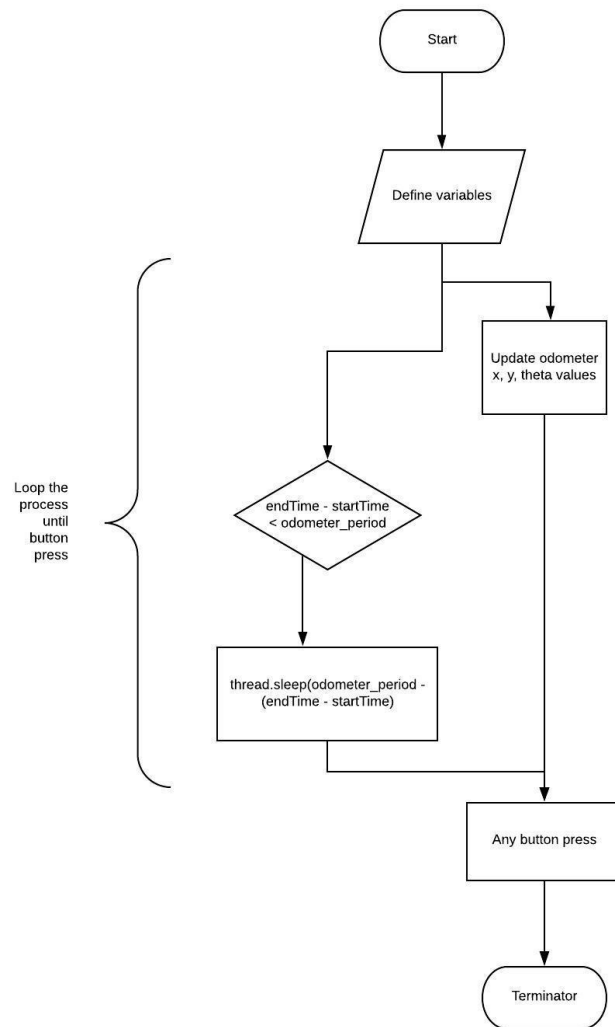 Start
Define variables
Update odometer
x, y, theta values
Loop the
process
until
button
press
endTime - startTime
< odometer_period
thread.sleep(odometer_period -
(endTime - startTime)
Any button press
Terminator